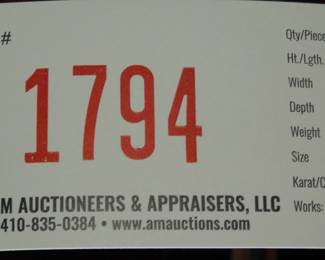 #
1794
M AUCTIONEERS & APPRAISERS, LLC
410-835-0384 • www.amauctions.com
Qty/Piece
Ht./Lgth.
Width
Depth
Weight
Size
Karat/C
Works: